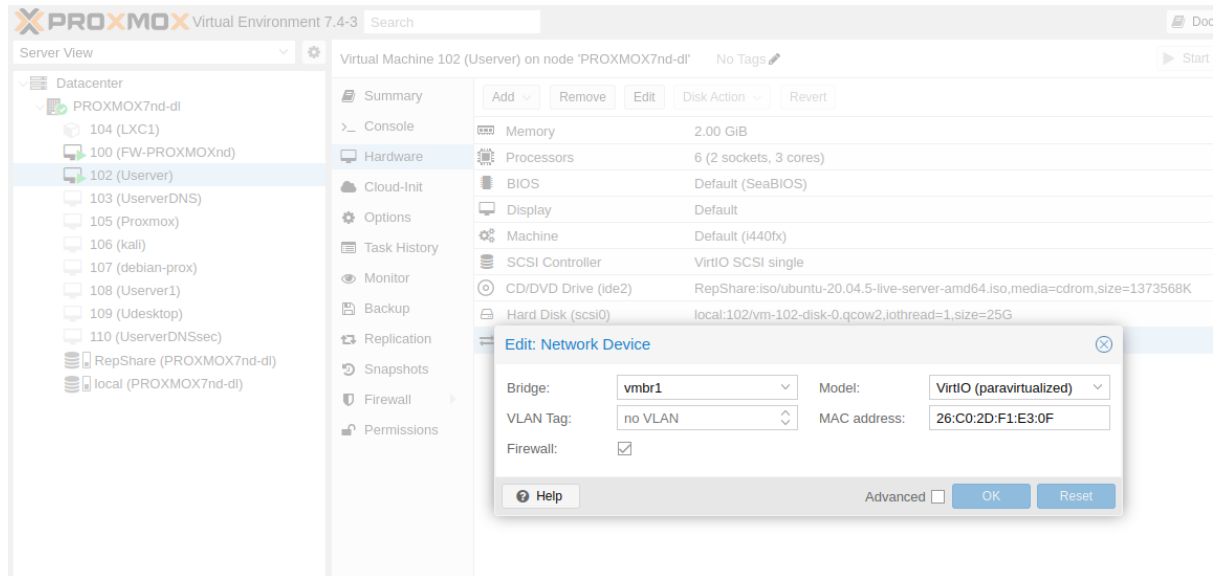 PROXMOX Virtual Environment 7.4-3 Search
Server View
Datacenter
PROXMOX7nd-dl
104 (LXC1)
100 (FW-PROXMOXnd)
102 (Userver)
103 (UserverDNS)
105 (Proxmox)
106 (kali)
107 (debian-prox)
108 (Userver1)
109 (Udesktop)
110 (UserverDNSsec)
RepShare (PROXMOX7nd-dl)
local (PROXMOX7nd-dl)
Virtual Machine 102 (Userver) on node 'PROXMOX7nd-dl' No Tags Start
Summary
Console
Hardware
Cloud-Init
Options
Task History
Monitor
Backup
Replication
Snapshots
Firewall
Permissions
Add Remove Edit Disk Action Revert
Memory 2.00 GiB
Processors 6 (2 sockets, 3 cores)
BIOS Default (SeaBIOS)
Display Default
Machine Default (i440fx)
SCSI Controller VirtIO SCSI single
CD/DVD Drive (ide2) RepShare:iso/ubuntu-20.04.5-live-server-amd64.iso,media=cdrom,size=1373568K
Hard Disk (scsi0) local:102/vm-102-disk-0.qcow2,iothread=1,size=25G
Edit: Network Device
Bridge: vmbr1 Model: VirtIO (paravirtualized)
VLAN Tag: no VLAN MAC address: 26:C0:2D:F1:E3:0F
Firewall:
Help Advanced OK Reset